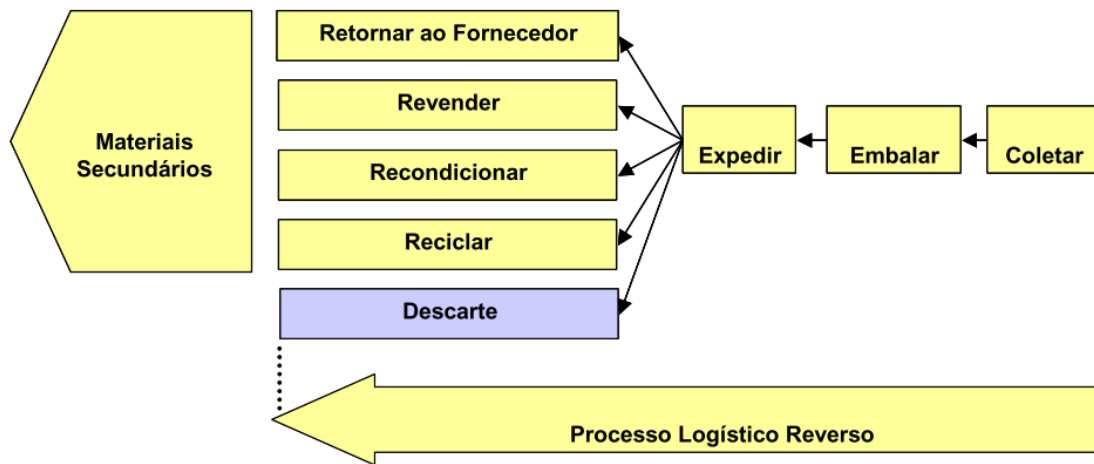 Retornar ao Fornecedor
Revender
Materiais
Secundários
Expedir
Embalar
Coletar
Recondicionar
Reciclar
Descarte
Processo Logístico Reverso